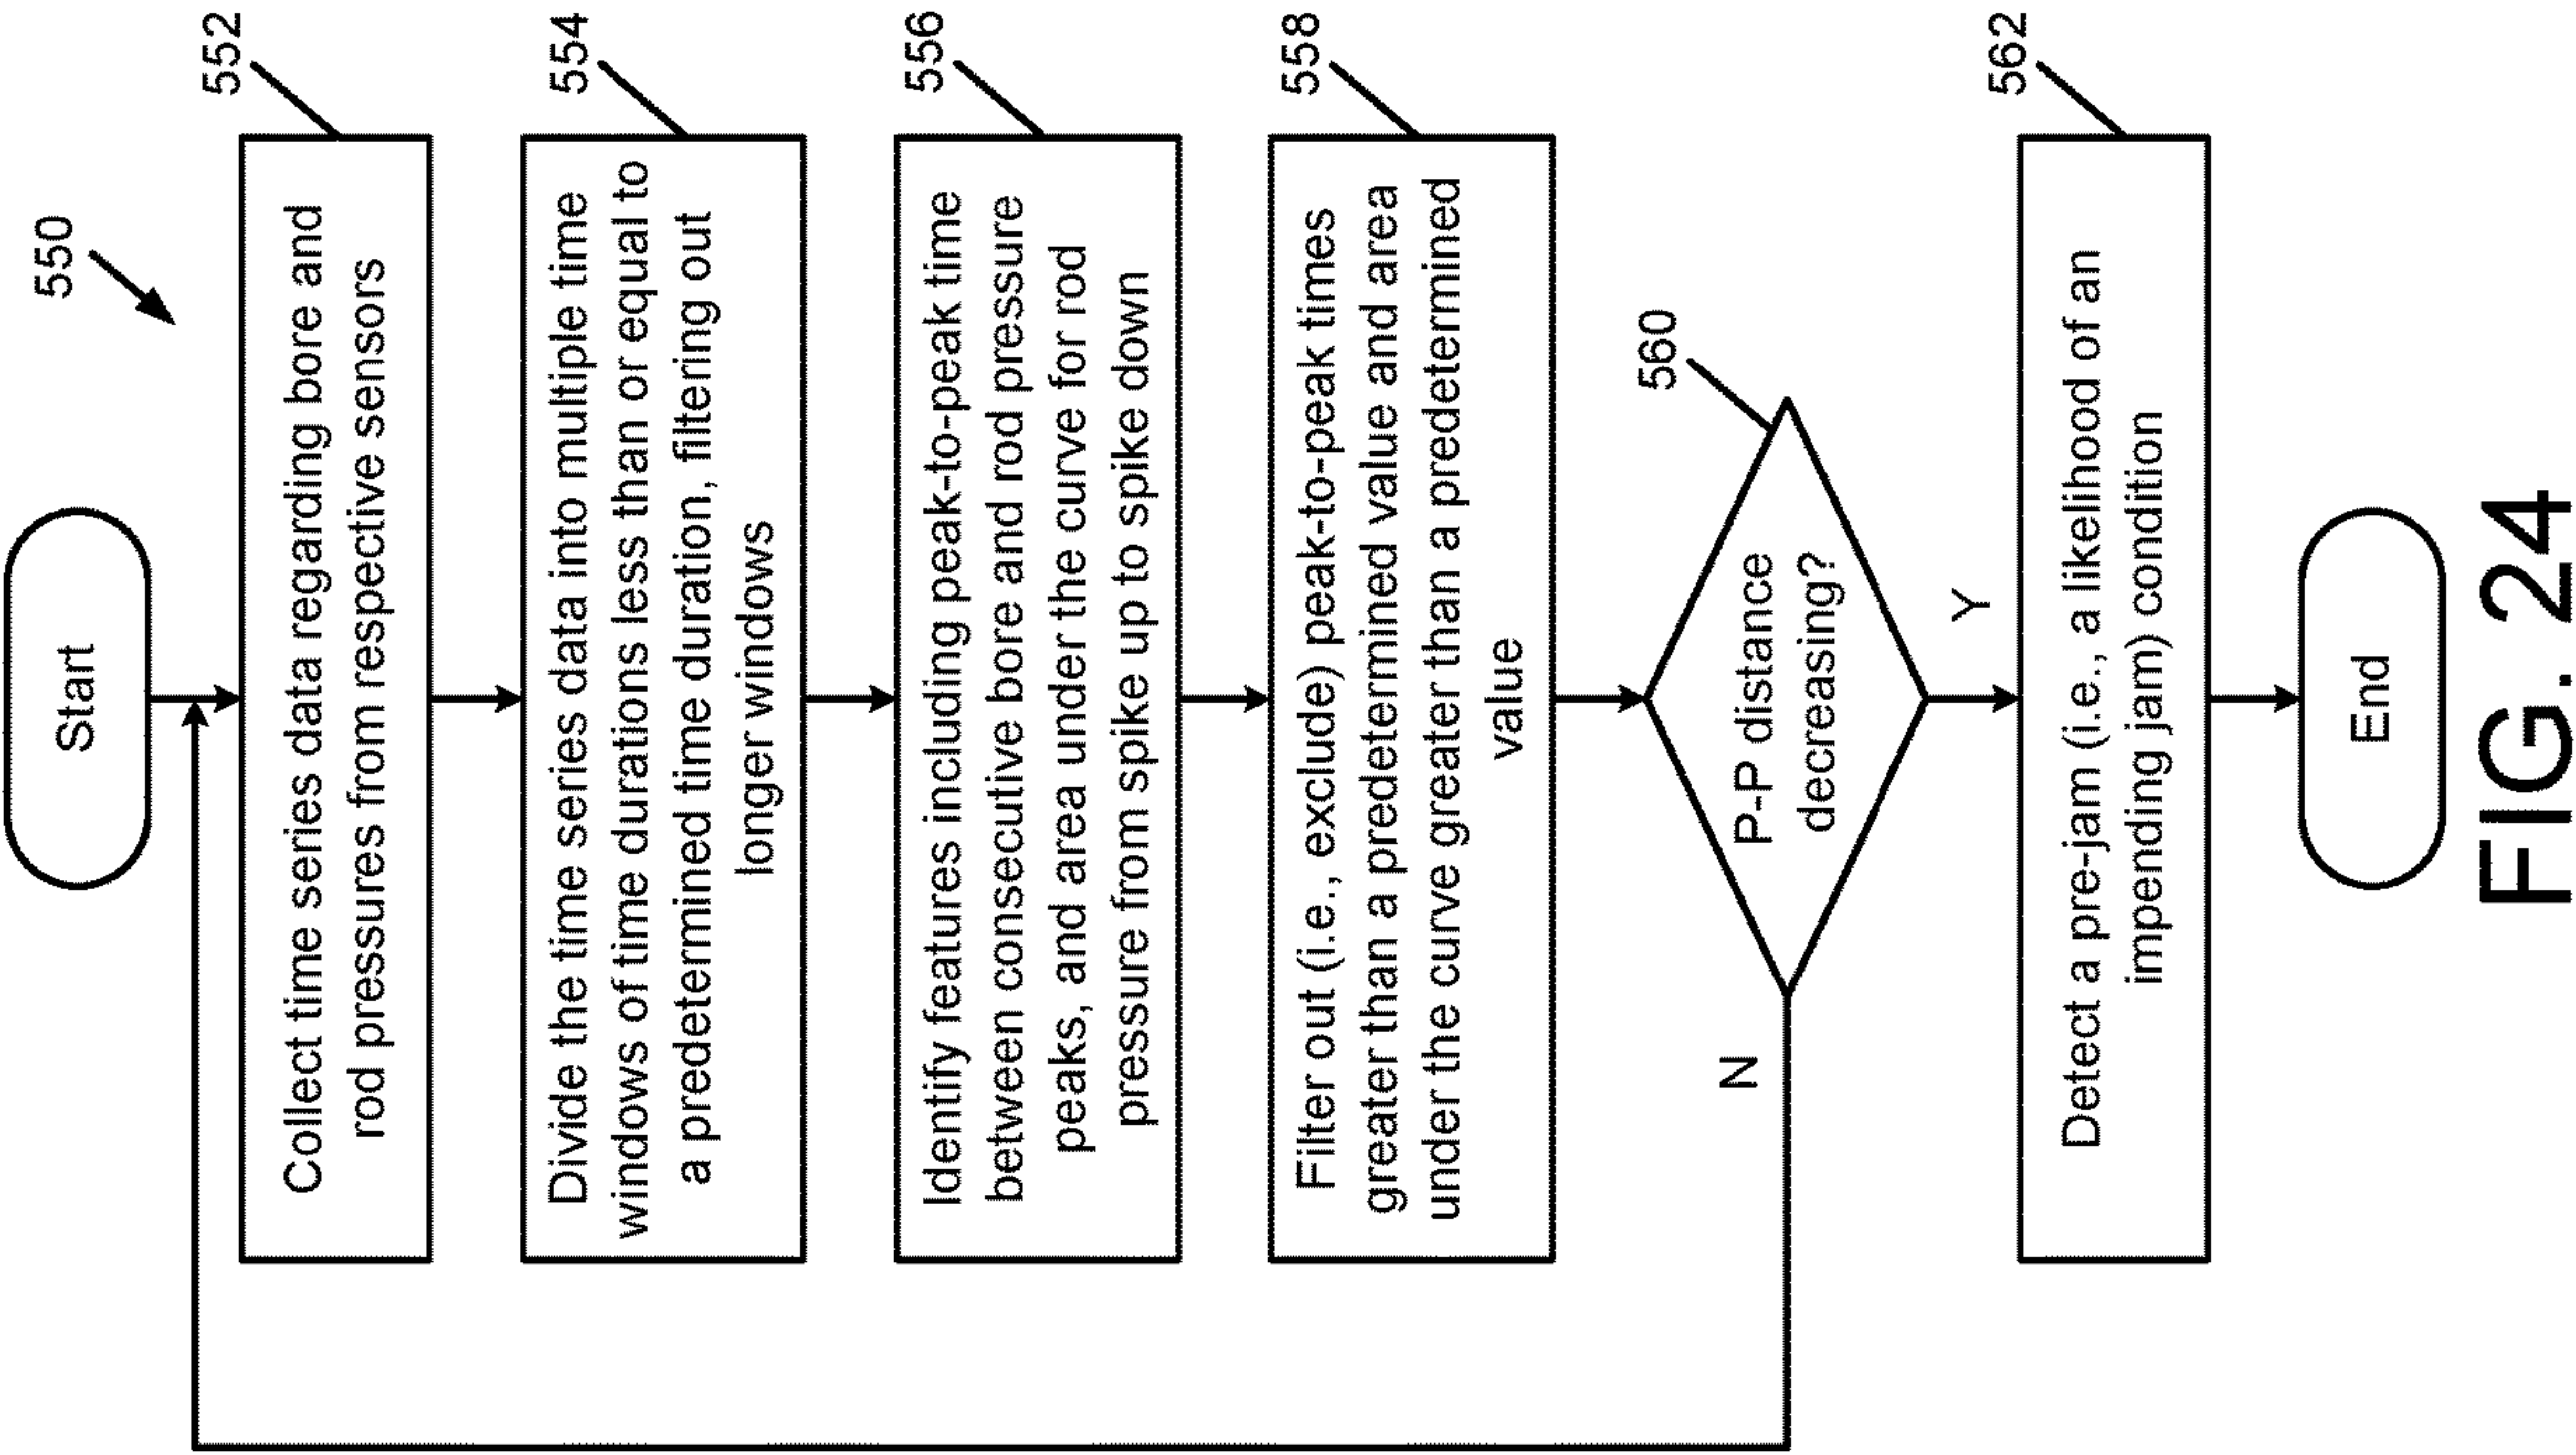 550
Start
552
Collect time series data regarding bore and
rod pressures from respective sensors
554
Divide the time series data into multiple time
windows of time durations less than or equal to
a predetermined time duration, filtering out
longer windows
556
Identify features including peak-to-peak time
between consecutive bore and rod pressure
peaks, and area under the curve for rod
pressure from spike up to spike down
558
Filter out (i.e., exclude) peak-to-peak times
greater than a predetermined value and area
under the curve greater than a predetermined
value
560
P-P distance
decreasing?
N
Y
562
Detect a pre-jam (i.e., a likelihood of an
impending jam) condition
End
FIG. 24